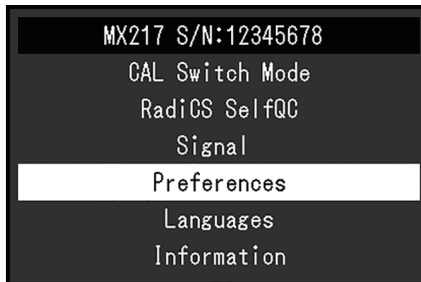 MX217 S/N:12345678
CAL Switch Mode
RadiCS SelfQC
Signal
Preferences
Languages
Information